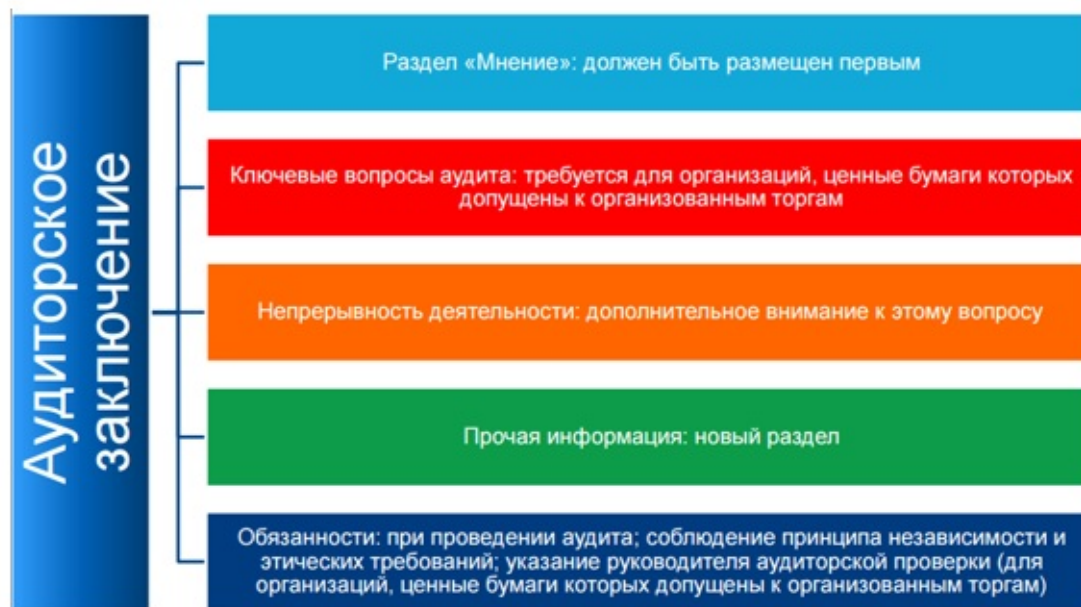 Аудиторское
заключение
Раздел «Мнение»: должен быть размещен первым
Ключевые вопросы аудита: требуется для организаций, ценные бумаги которых
допущены к организованным торгам
Непрерывность деятельности: дополнительное внимание к этому вопросу
Прочая информация: новый раздел
Обязанности: при проведении аудита; соблюдение принципа независимости и
этических требований; указание руководителя аудиторской проверки (для
организаций, ценные бумаги которых допущены к организованным торгам)